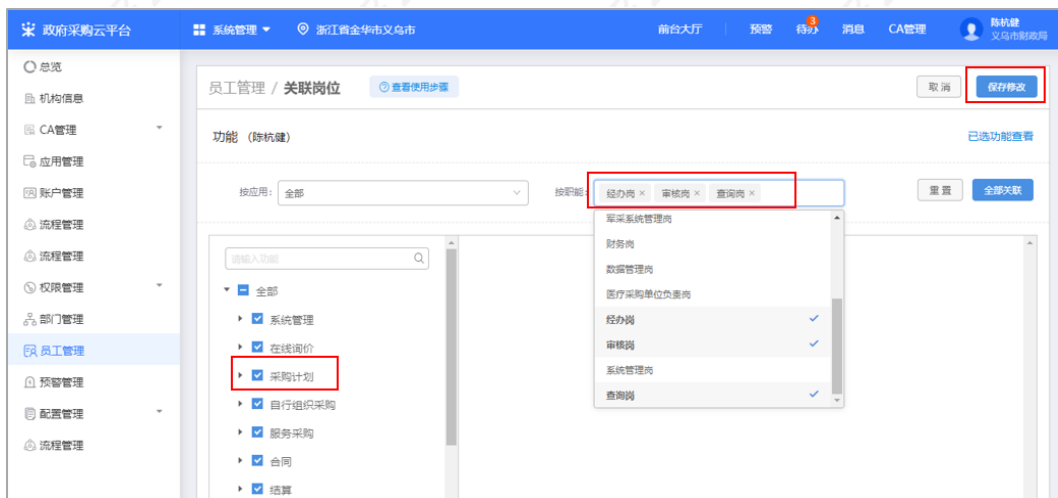 政府采购云平台 系统管理 浙江省金华市义乌市 前台大厅 预警 待办 3 消息 CA管理 陈杭健
义乌市财政局
总览
机构信息
CA管理
应用管理
账户管理
流程管理
流程管理
权限管理
部门管理
员工管理
预警管理
配置管理
流程管理
员工管理 / 关联岗位 查看使用步骤 取消 保存修改
功能 (陈杭健) 已选功能查看
按应用: 全部 按职能: 经办岗 × 审核岗 × 查询岗 × 重置 全部关联
请输入功能
全部
系统管理
在线询价
采购计划
自行组织采购
服务采购
合同
结算
军采系统管理岗
财务岗
数据管理岗
医疗采购单位负责岗
经办岗
审核岗
系统管理岗
查询岗